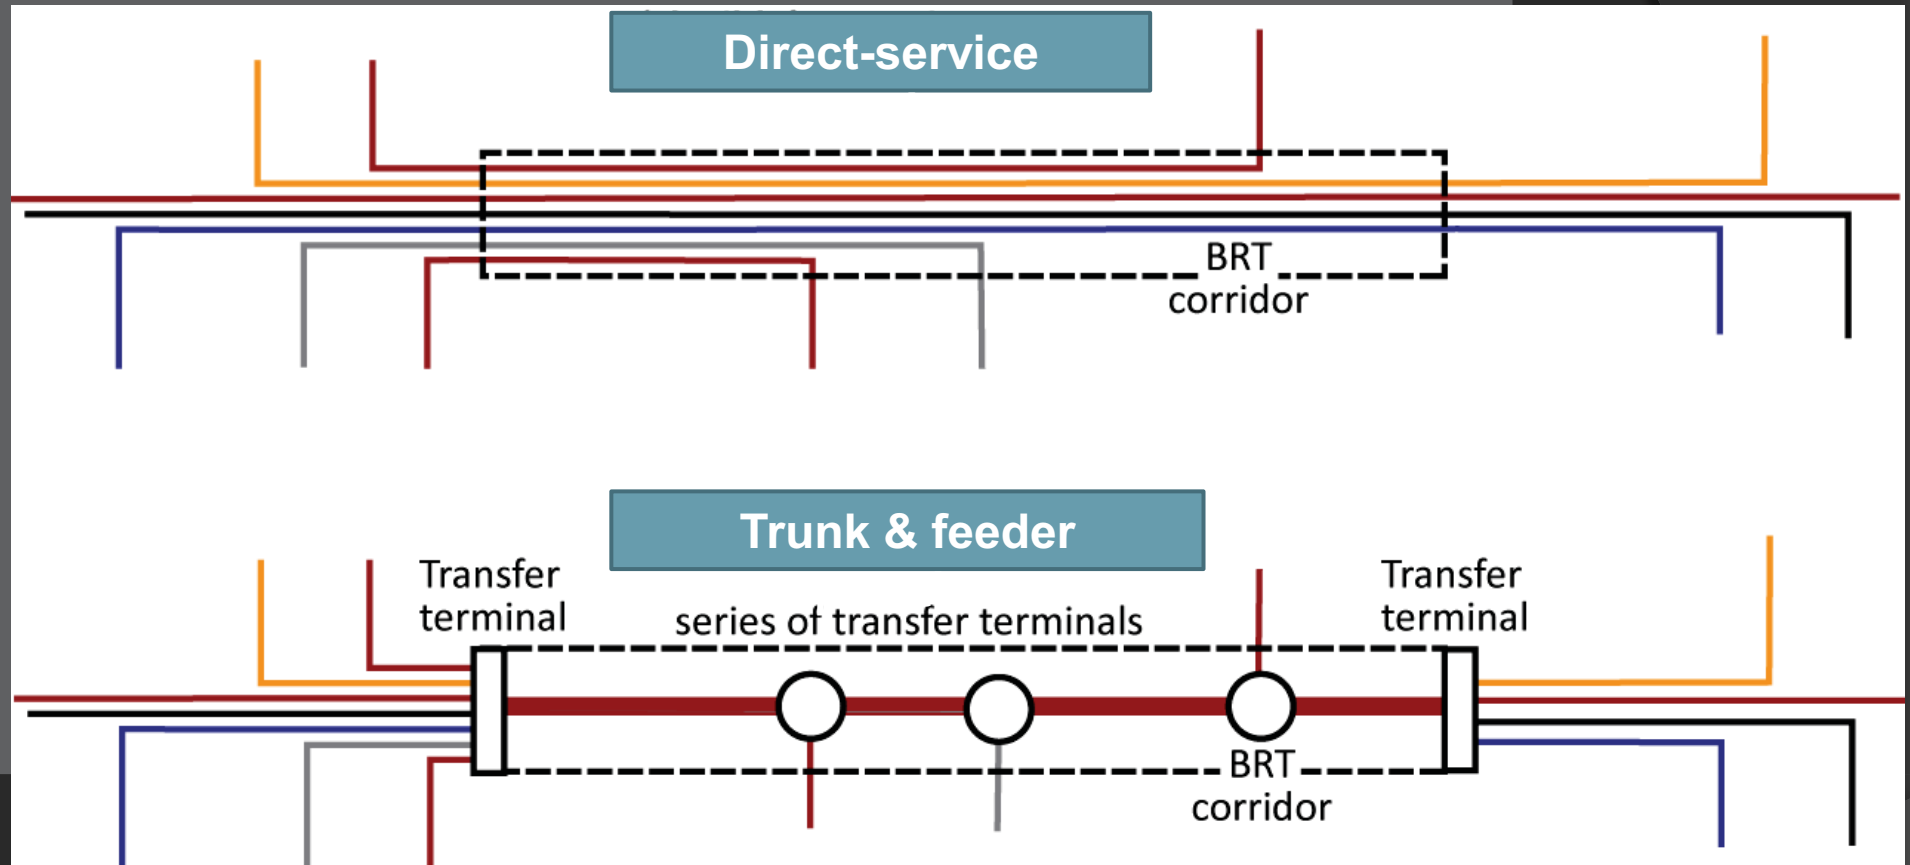 Direct-service
BRT
corridor
Trunk & feeder
Transfer
terminal
series of transfer terminals
Transfer
terminal
BRT
corridor